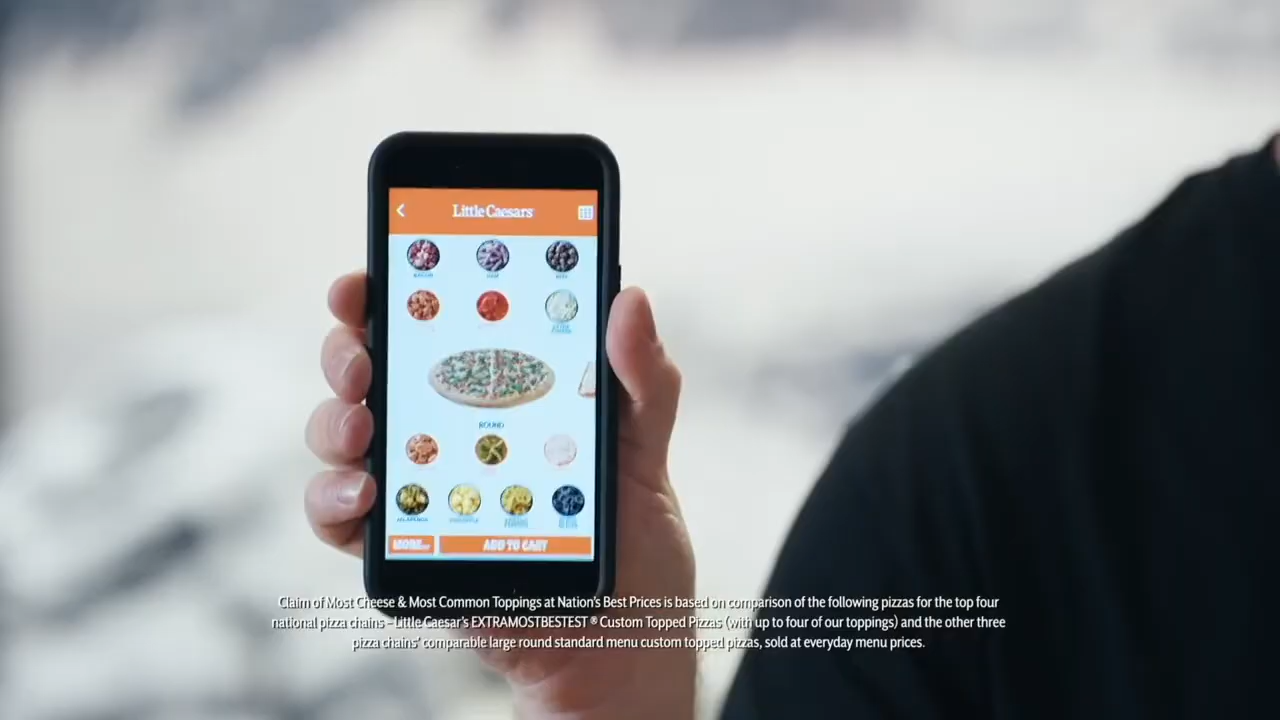 Little Caesars
BACON
HAM
ROUND
JALAPENOS
MORE...
ADD TO CART
Claim of Most Cheese & Most Common Toppings at Nation's Best Prices is based on comparison of the following pizzas for the top four
national pizza chains –Little Caesar's EXTRAMOSTBESTEST ® Custom Topped Pizzas (with up to four of our toppings) and the other three
pizza chains' comparable large round standard menu custom topped pizzas, sold at everyday menu prices.